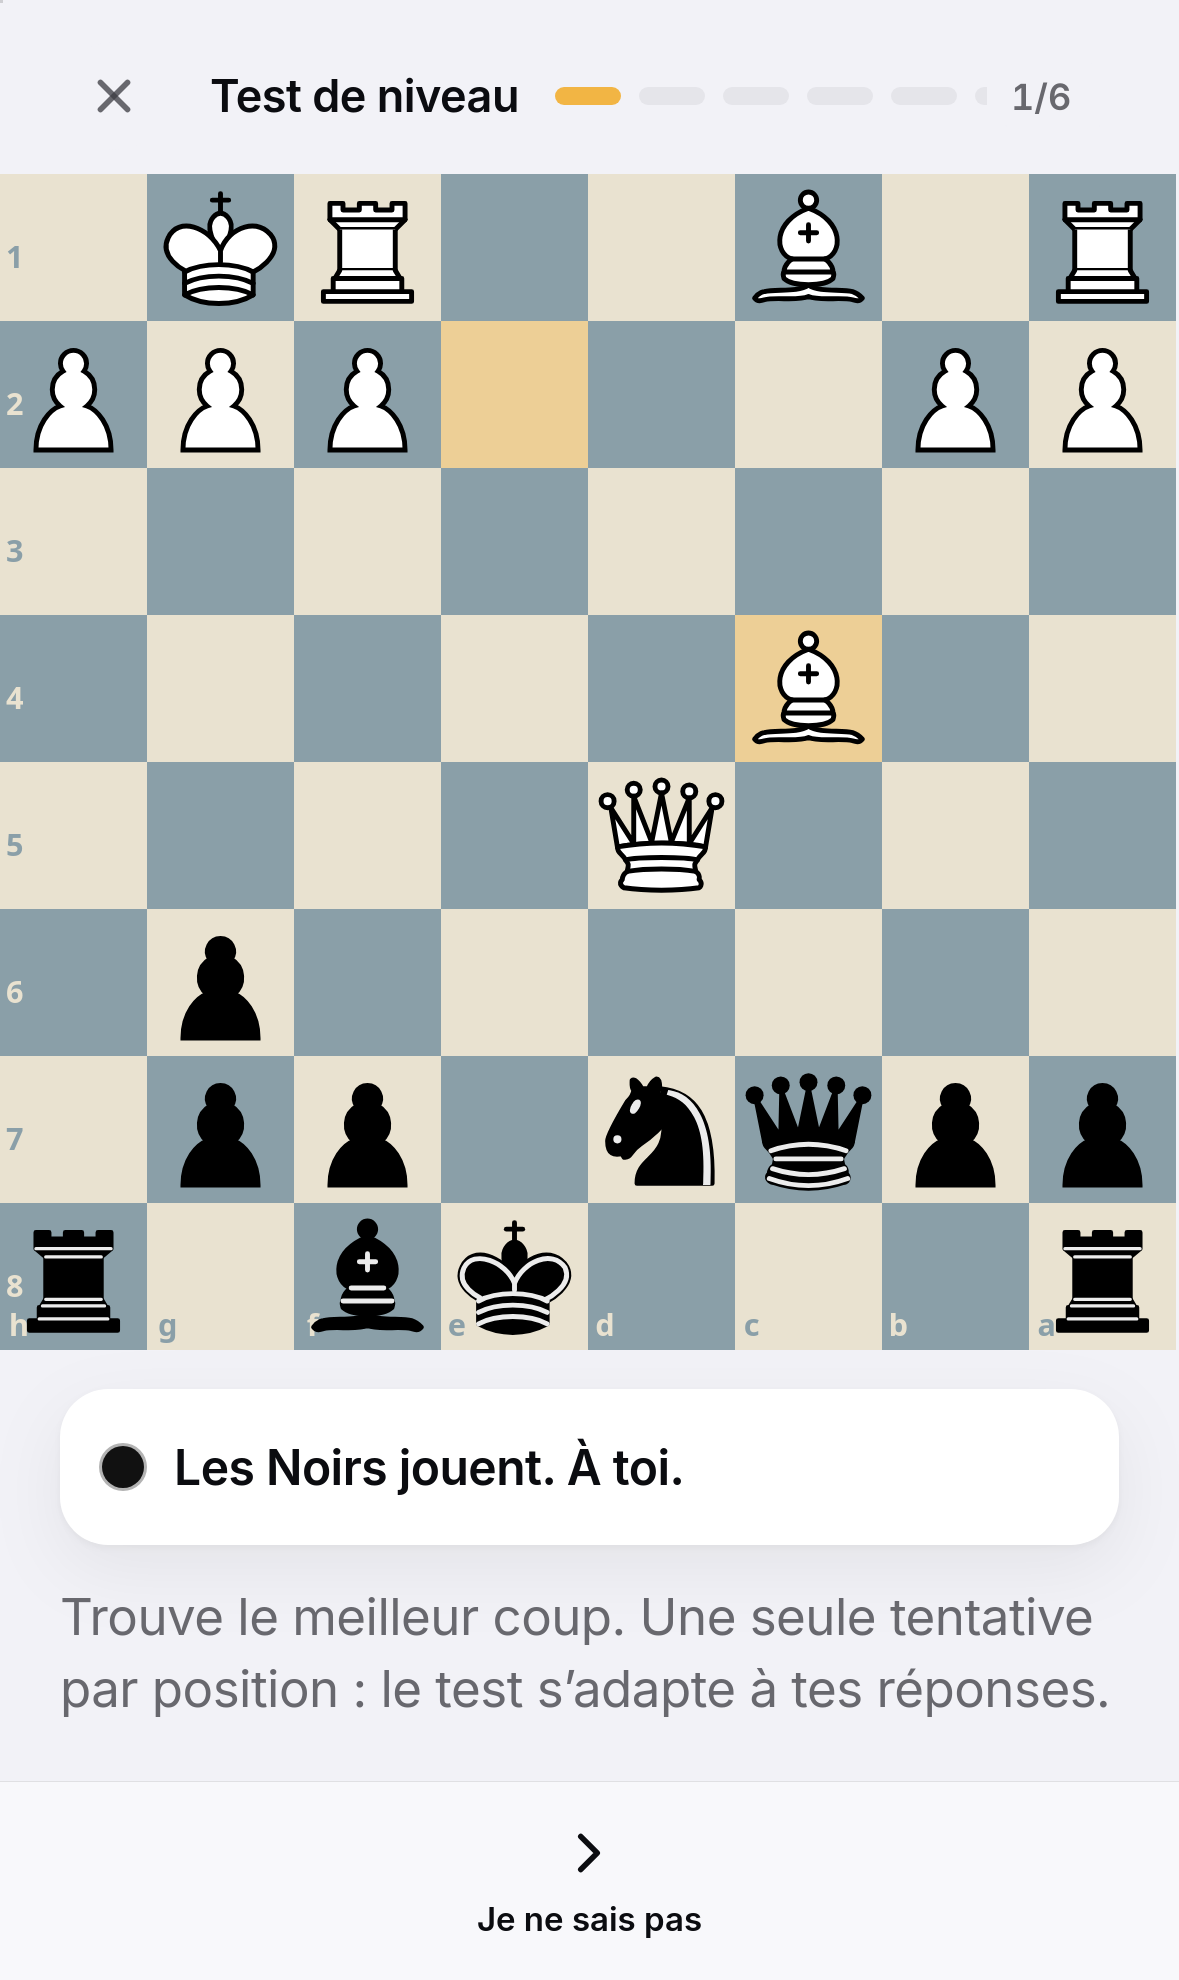 Test de niveau 1/6
1
2
3
4
5
6
7
8
h g f e d c b a
Les Noirs jouent. À toi.
Trouve le meilleur coup. Une seule tentative
par position : le test s’adapte à tes réponses.
Je ne sais pas